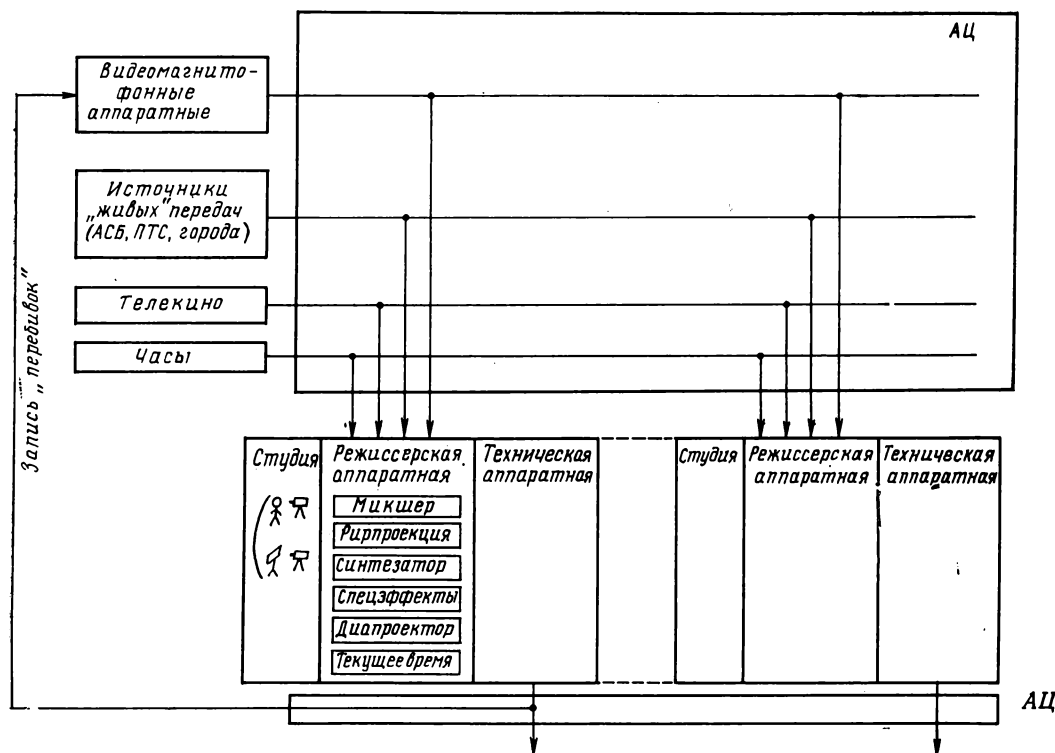 АЦ
Видеомагнито-
фонные
аппаратные
Источники
„живых" передач
(АСБ, ПТС, города)
Телекино
Часы
Запись „перебивок"
Студия
Режиссерская
аппаратная
Техническая
аппаратная
Микшер
Рирпроекция
Синтезатор
Спецэффекты
Диапроектор
Текущее время
Студия
Режиссерская
аппаратная
Техническая
аппаратная
АЦ